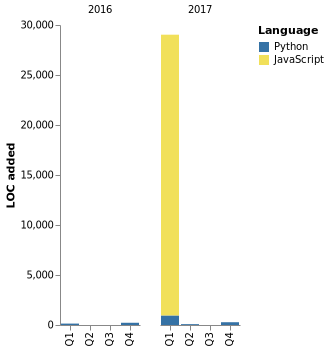 2016 2017
Language
Python
JavaScript
LOC added
30,000
25,000
20,000
15,000
10,000
5,000
0
Q1 Q2 Q3 Q4 Q1 Q2 Q3 Q4